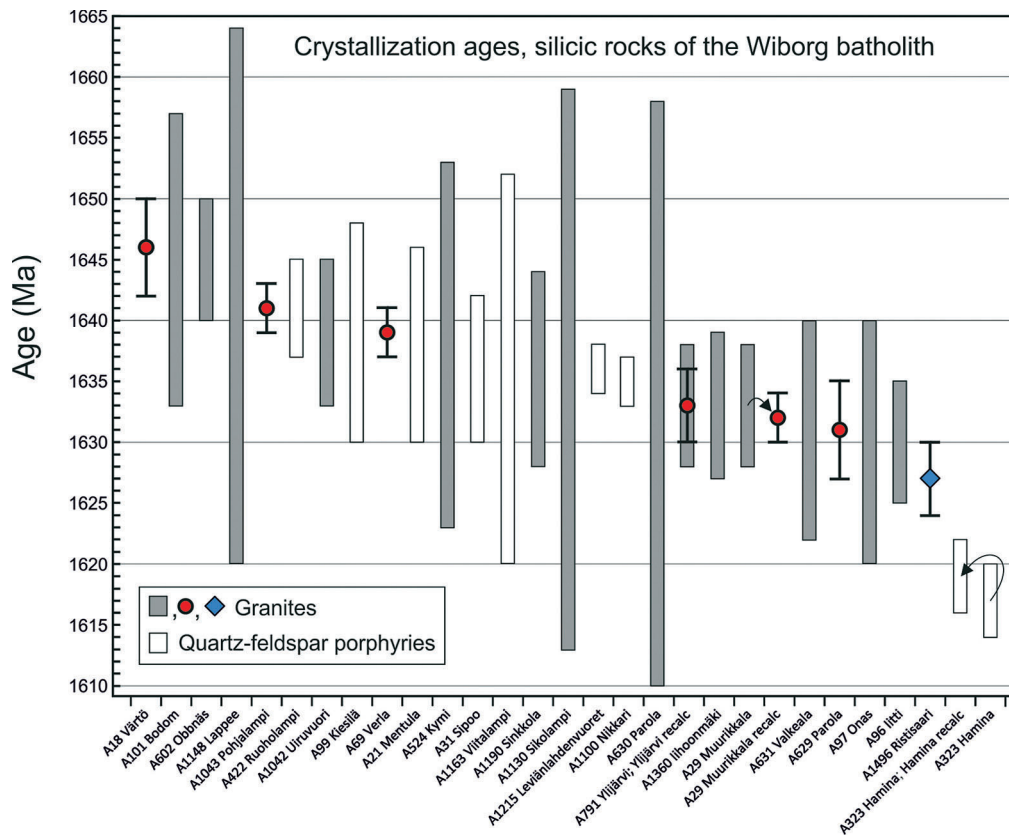 Crystallization ages, silicic rocks of the Wiborg batholith
Age (Ma)
1665
1660
1655
1650
1645
1640
1635
1630
1625
1620
1615
1610
, , Granites
Quartz-feldspar porphyries
A18 Värtö
A101 Bodom
A602 Obbnäs
A1148 Lappee
A1043 Pohjalampi
A422 Ruoholampi
A1042 Uiruvuori
A99 Klesilä
A69 Verla
A21 Mentula
A524 Kymi
A31 Sipoo
A1163 Viitalampi
A1190 Sinkkola
A1130 Skolampi
A1215 Leviänlahdenvuoret
A1100 Nikkari
A630 Parola
A791 Ylijärvi; Ylijärvi recalc
A1360 Iihoonmäki
A29 Muurikkala
A29 Muurikkala recalc
A631 Valkeala
A629 Parola
A97 Onas
A96 Iitti
A1496 Ristisaari
A323 Hamina; Hamina recalc
A323 Hamina